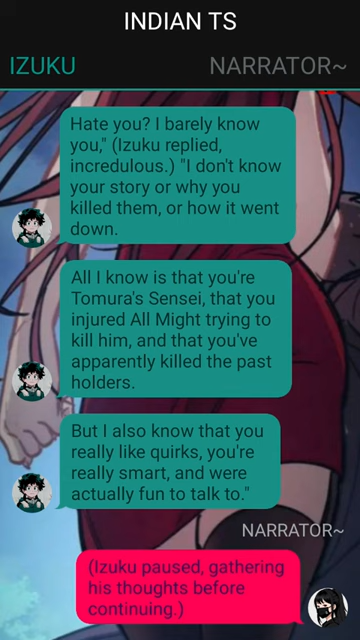 INDIAN TS
IZUKU
NARRATOR~
Hate you? I barely know
you," (Izuku replied,
incredulous.) "I don't know
your story or why you
killed them, or how it went
down.
All I know is that you're
Tomura's Sensei, that you
injured All Might trying to
kill him, and that you've
apparently killed the past
holders.
But I also know that you
really like quirks, you're
really smart, and were
actually fun to talk to."
NARRATOR~
(Izuku paused, gathering
his thoughts before
continuing.)